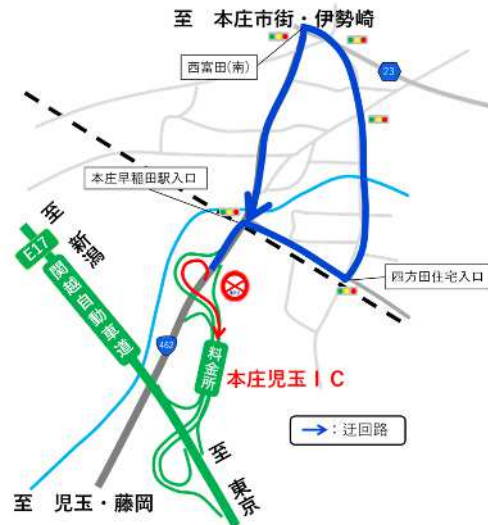 至 本庄市街・伊勢崎
西富田(南)
23
本庄早稲田駅入口
至 新潟
E17
関越自動車道
四方田住宅入口
462
料金所
本庄児玉IC
→:迂回路
至 東京
至 児玉・藤岡